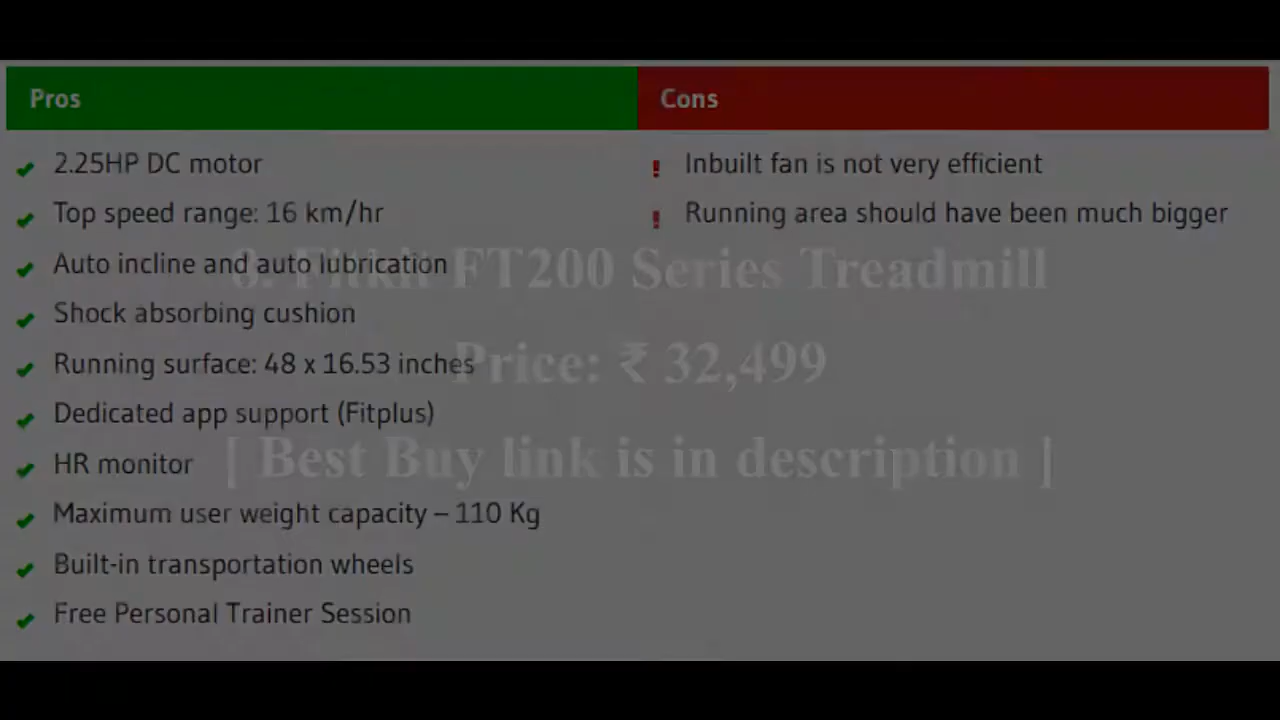 Pros
Cons
2.25HP DC motor
Top speed range: 16 km/hr
Auto incline and auto lubrication
Shock absorbing cushion
Running surface: 48 x 16.53 inches
Dedicated app support (Fitplus)
HR monitor
Maximum user weight capacity – 110 Kg
Built-in transportation wheels
Free Personal Trainer Session
Inbuilt fan is not very efficient
Running area should have been much bigger
8. Fitkit FT200 Series Treadmill
Price: ₹ 32,499
[ Best Buy link is in description ]